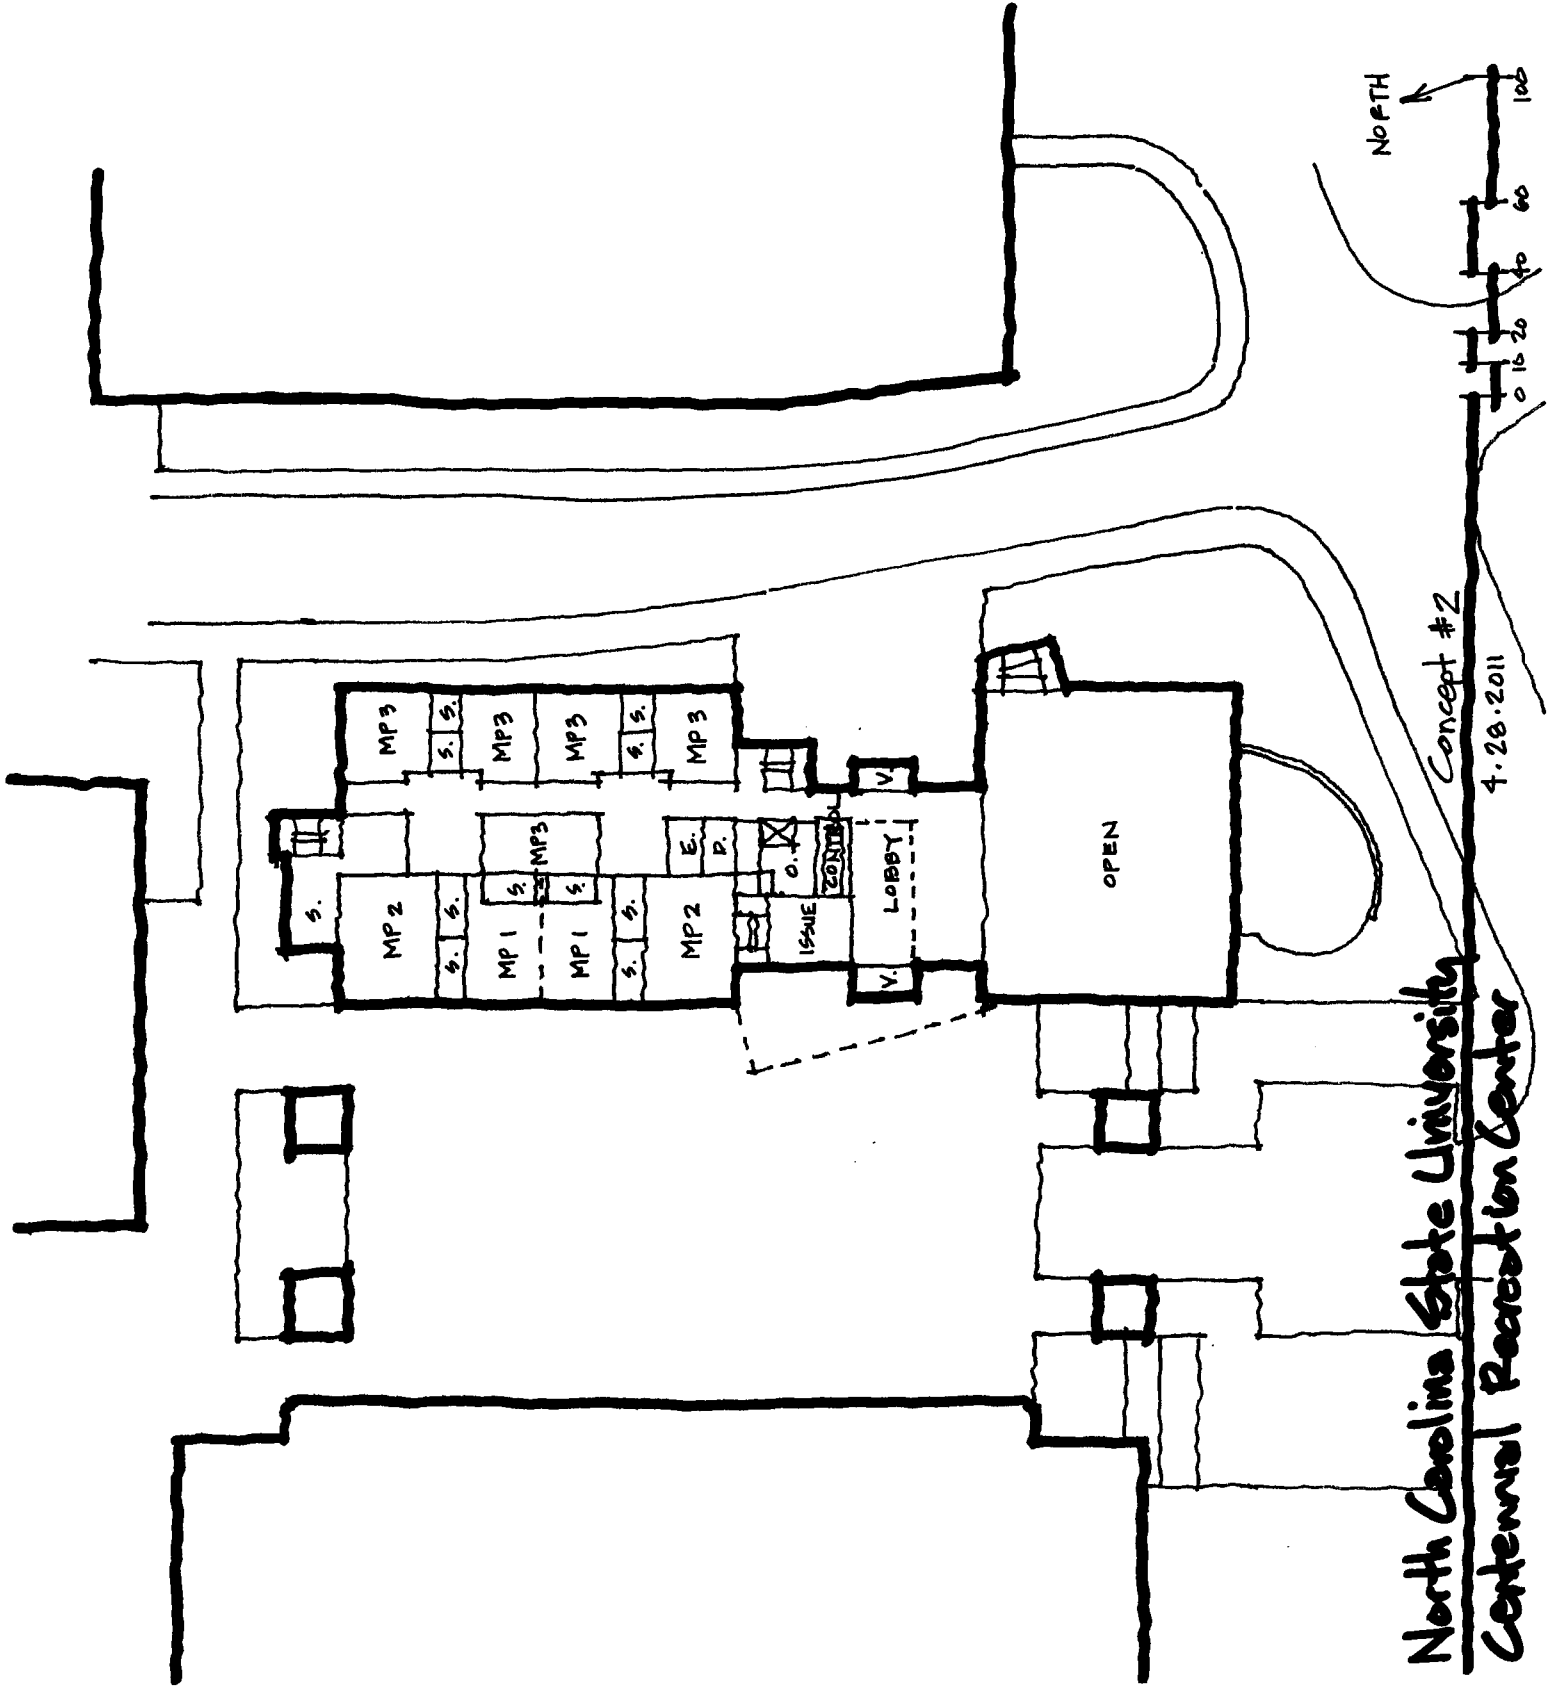 S.
MP2 MP3
S. S. S. S.
MP1 S. MP3
MP3
MP1 S. MP3
S. S. S. S.
MP2 E. MP3
P.
O.
ISSUE
CONTROL
V. LOBBY V.
OPEN
NORTH
North Carolina State University Concept #2
Centennial Recreation Center 4.28.2011
0 10 20 40 60 100